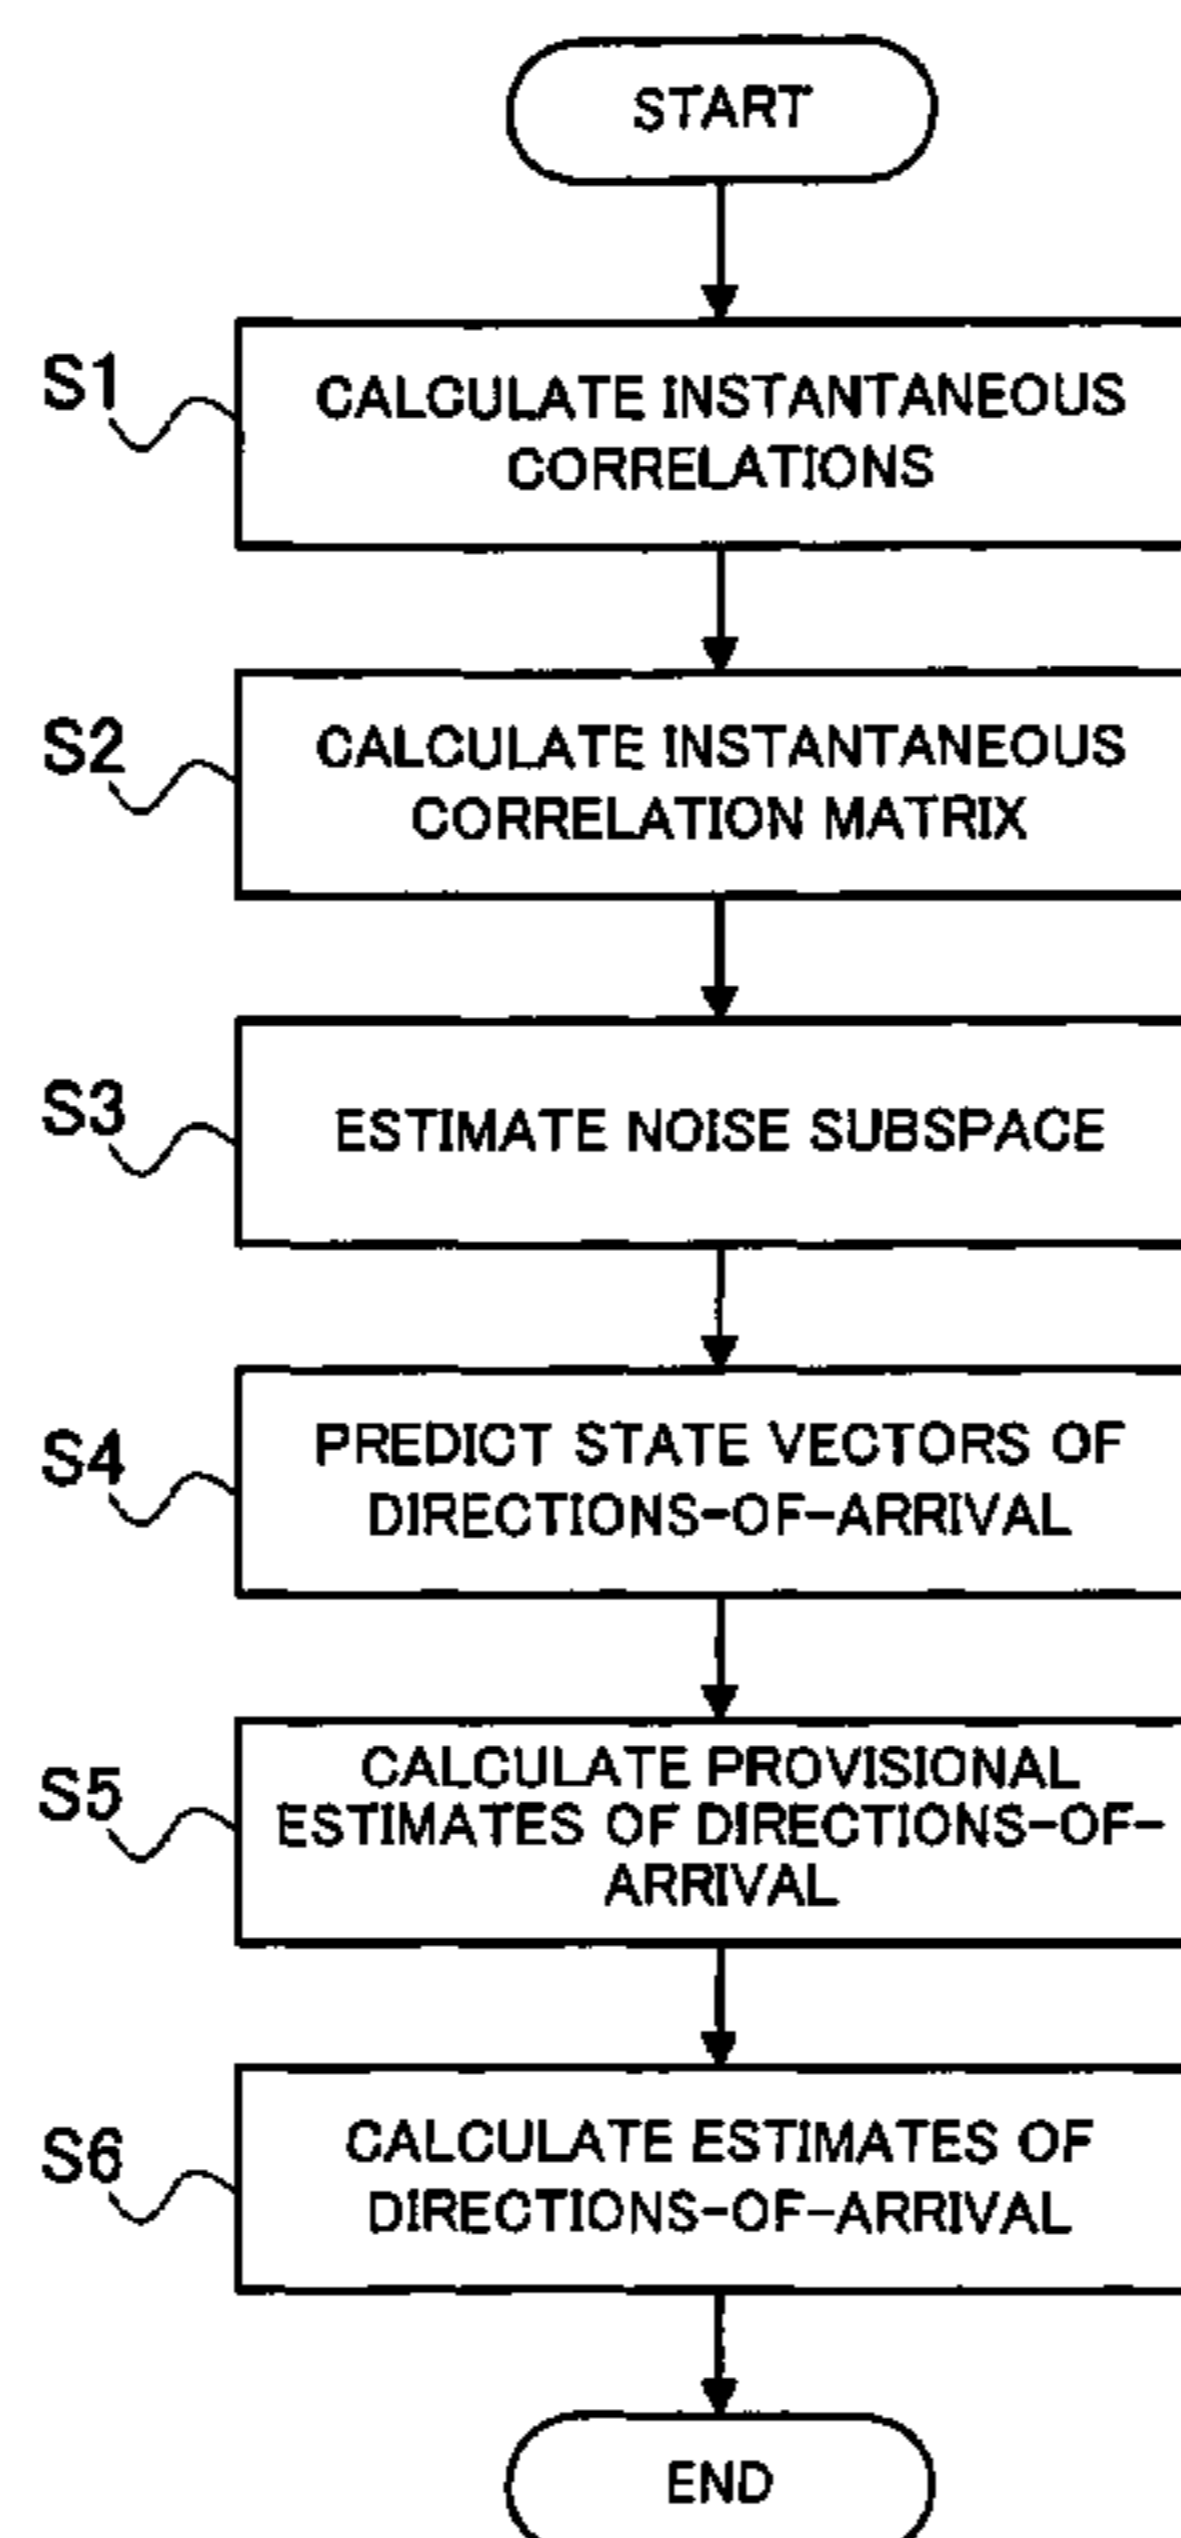 START
S1
CALCULATE INSTANTANEOUS
CORRELATIONS
S2
CALCULATE INSTANTANEOUS
CORRELATION MATRIX
S3
ESTIMATE NOISE SUBSPACE
S4
PREDICT STATE VECTORS OF
DIRECTIONS-OF-ARRIVAL
S5
CALCULATE PROVISIONAL
ESTIMATES OF DIRECTIONS-OF-
ARRIVAL
S6
CALCULATE ESTIMATES OF
DIRECTIONS-OF-ARRIVAL
END